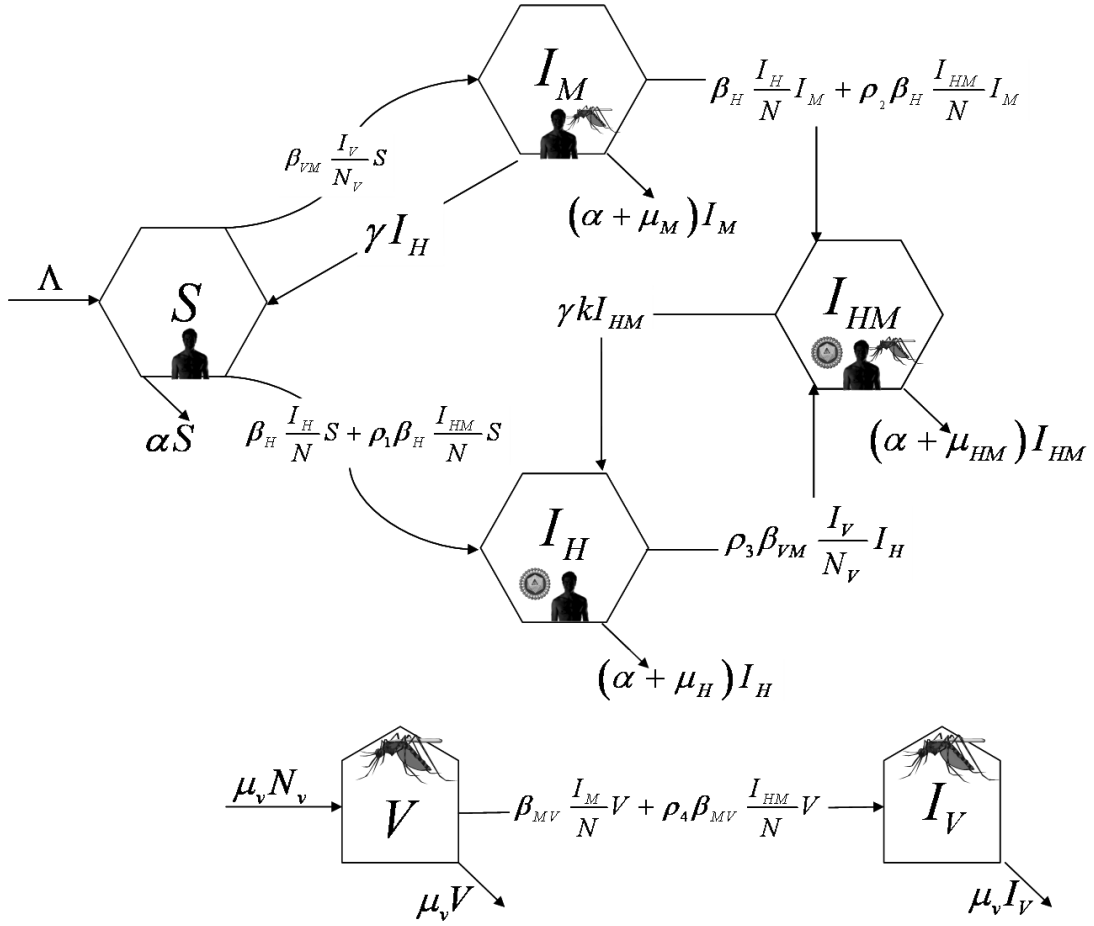 I_M
β_H I_H/N I_M + ρ_2 β_H I_HM/N I_M
β_VM I_V/N_V S
(α + μ_M) I_M
γI_H
Λ
S
γkI_HM
I_HM
αS
β_H I_H/N S + ρ_1 β_H I_HM/N S
(α + μ_HM) I_HM
I_H
ρ_3 β_VM I_V/N_V I_H
(α + μ_H) I_H
μ_v N_v
V
β_MV I_M/N V + ρ_4 β_MV I_HM/N V
I_V
μ_v V
μ_v I_V